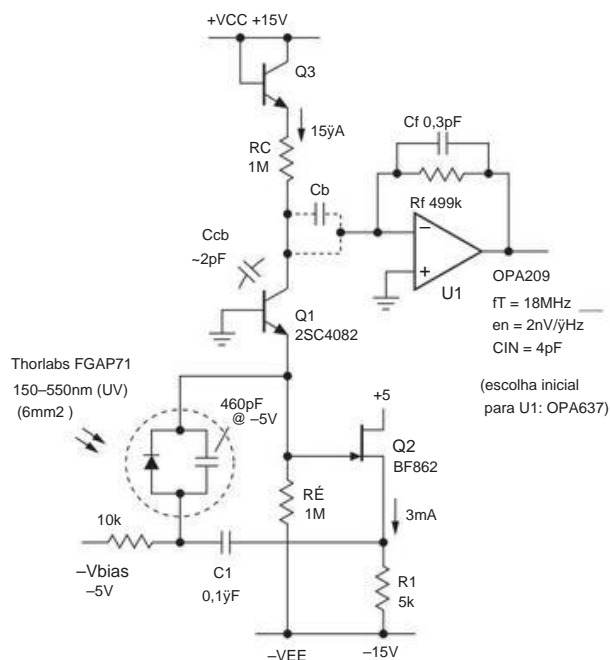 +VCC +15V
Q3
15ÿA
RC
1M
Cf 0,3pF
Rf 499k
Cb
Ccb
~2pF
−
+
U1
OPA209
fT = 18MHz
en = 2nV/ÿHz
CIN = 4pF
(escolha inicial
para U1: OPA637)
Q1
2SC4082
Thorlabs FGAP71
150–550nm (UV)
(6mm2 )
460pF
@ –5V
+5
Q2
BF862
RÉ
1M
3mA
10k
–Vbias
–5V
C1
0,1ÿF
R1
5k
–VEE
–15V